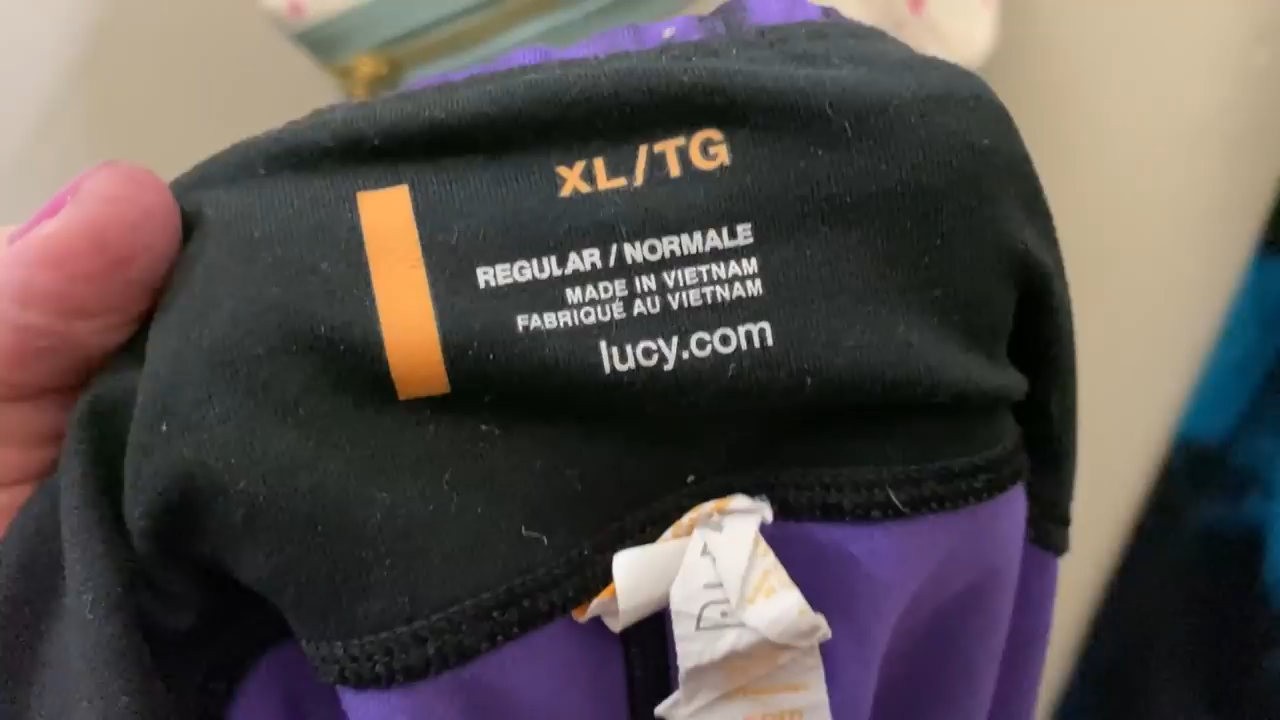 XL/TG
REGULAR / NORMALE
MADE IN VIETNAM
FABRIQUÉ AU VIETNAM
lucy.com